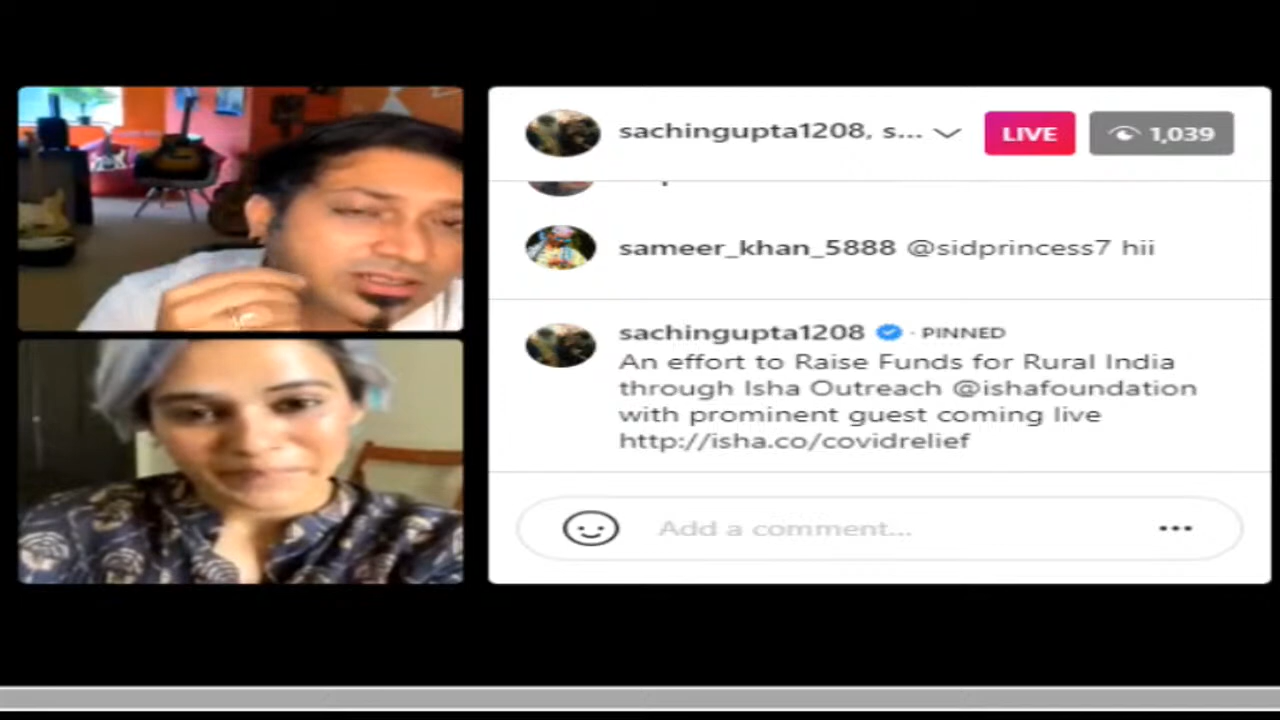 sachingupta1208, s... LIVE 1,039
sameer_khan_5888 @sidprincess7 hii
sachingupta1208 · PINNED
An effort to Raise Funds for Rural India
through Isha Outreach @ishafoundation
with prominent guest coming live
http://isha.co/covidrelief
Add a comment...